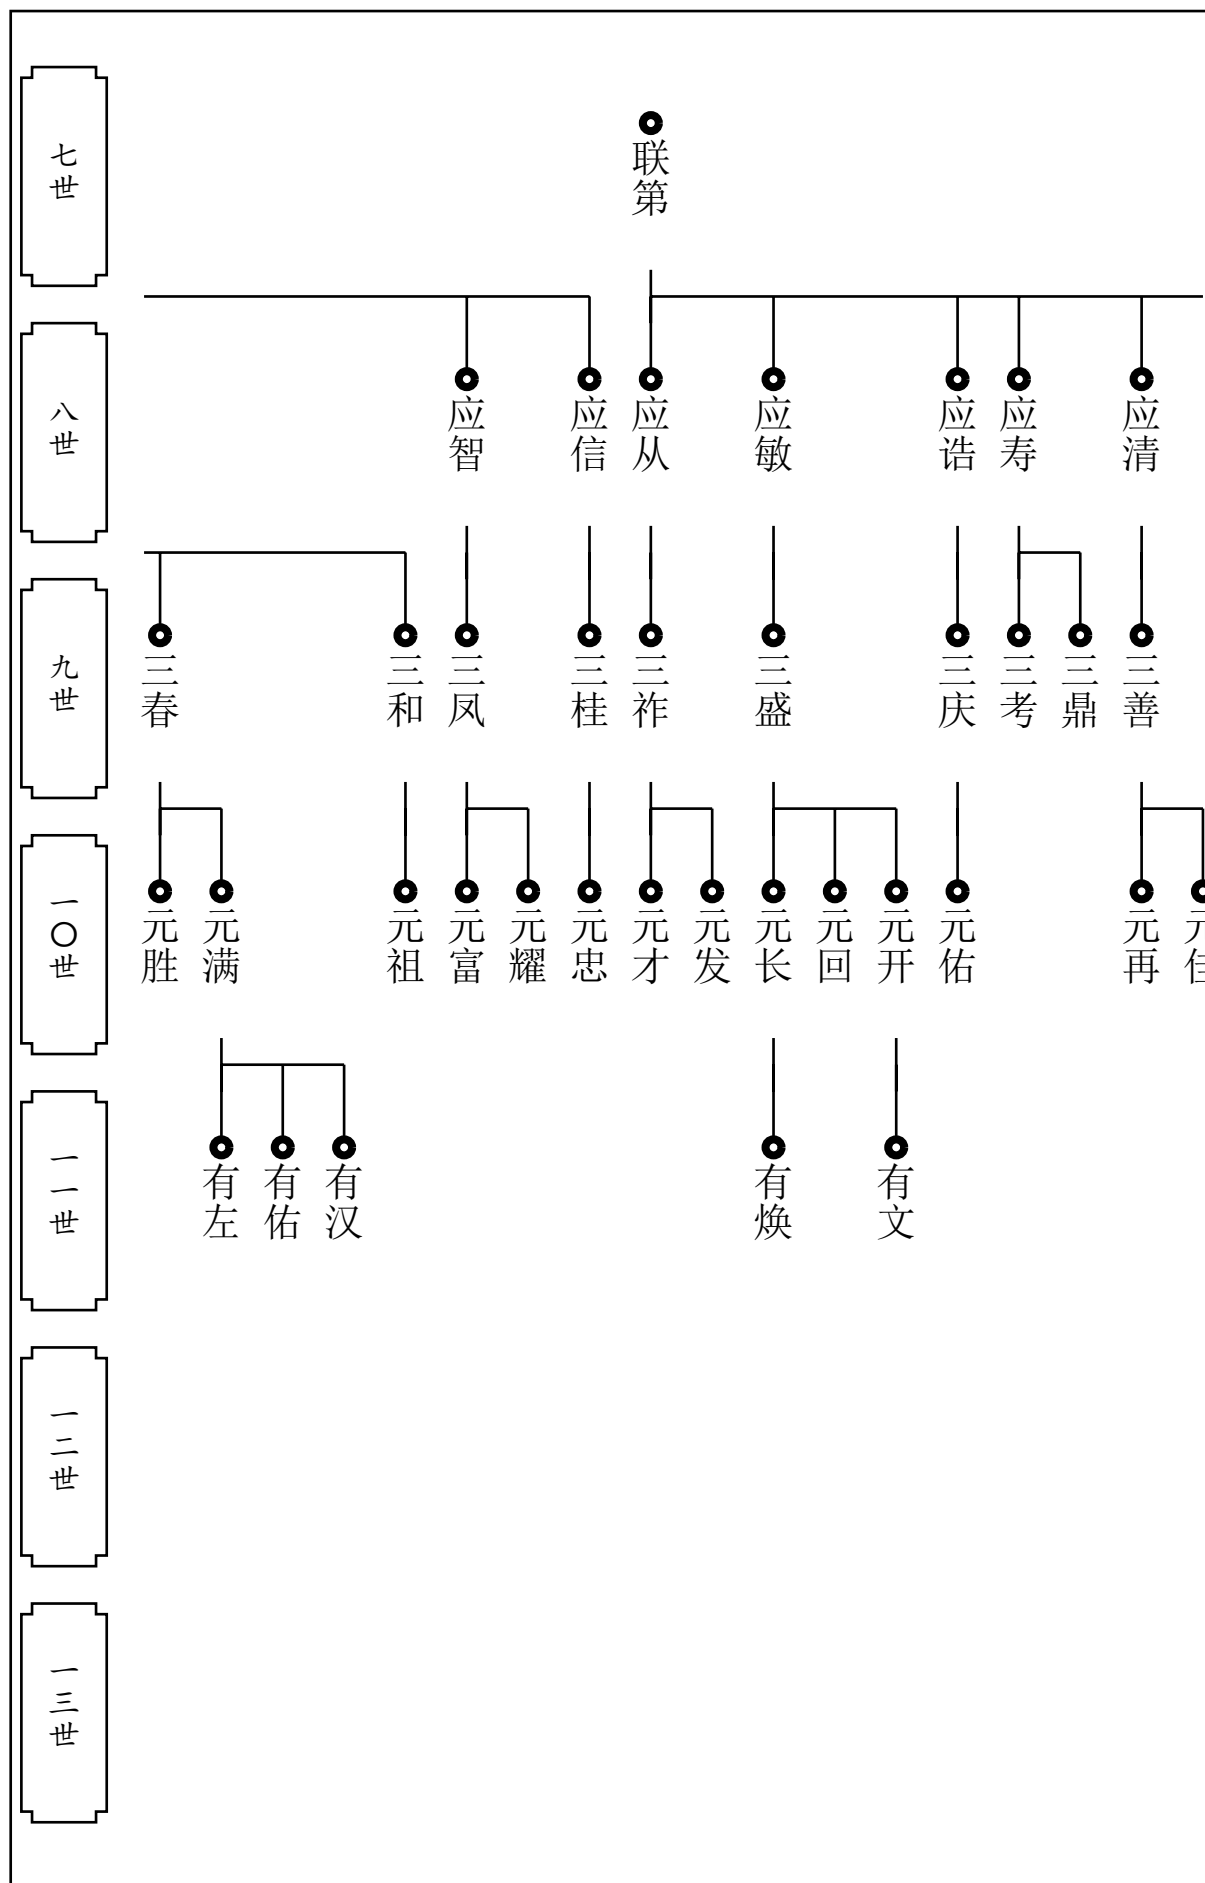 七世
联第
八世
应智
应信
应从
应敏
应诰
应寿
应清
九世
三春
三和
三凤
三桂
三祚
三盛
三庆
三考
三鼎
三善
一〇世
元胜
元满
元祖
元富
元耀
元忠
元才
元发
元长
元回
元开
元佑
元再
元佳
一一世
有左
有佑
有汉
有焕
有文
一二世
一三世